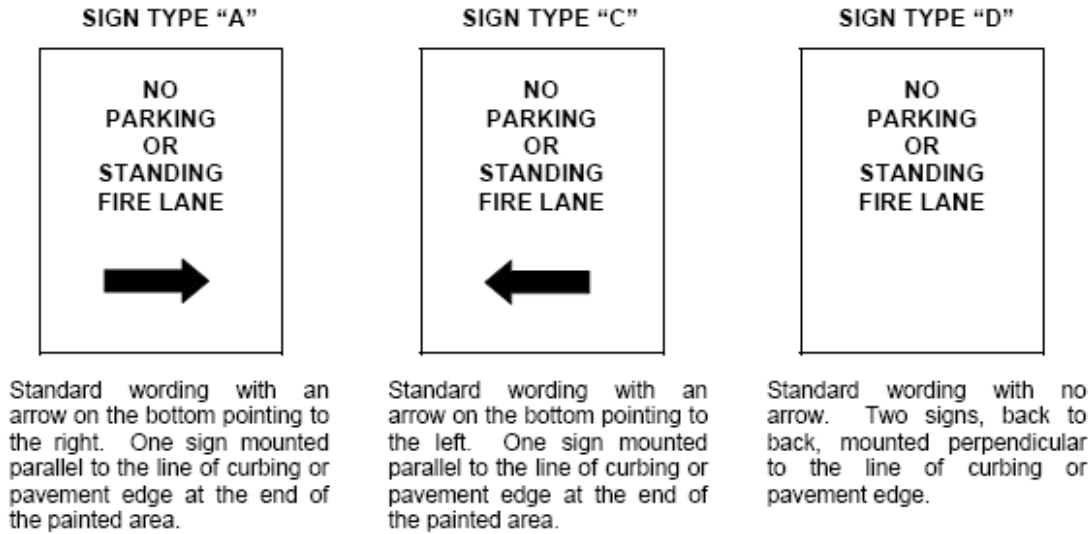 SIGN TYPE “A”
NO
PARKING
OR
STANDING
FIRE LANE
Standard wording with an
arrow on the bottom pointing to
the right. One sign mounted
parallel to the line of curbing or
pavement edge at the end of
the painted area.
SIGN TYPE “C”
NO
PARKING
OR
STANDING
FIRE LANE
Standard wording with an
arrow on the bottom pointing to
the left. One sign mounted
parallel to the line of curbing or
pavement edge at the end of
the painted area.
SIGN TYPE “D”
NO
PARKING
OR
STANDING
FIRE LANE
Standard wording with no
arrow. Two signs, back to
back, mounted perpendicular
to the line of curbing or
pavement edge.